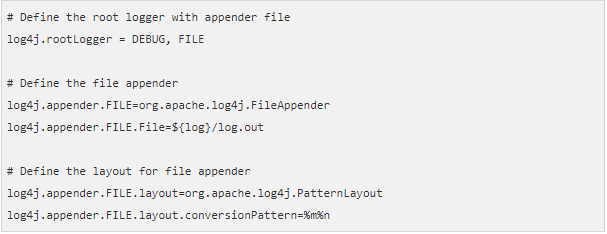 # Define the root logger with appender file
log4j.rootLogger = DEBUG, FILE
# Define the file appender
log4j.appender.FILE=org.apache.log4j.FileAppender
log4j.appender.FILE.File=${log}/log.out
# Define the layout for file appender
log4j.appender.FILE.layout=org.apache.log4j.PatternLayout
log4j.appender.FILE.layout.conversionPattern=%m%n